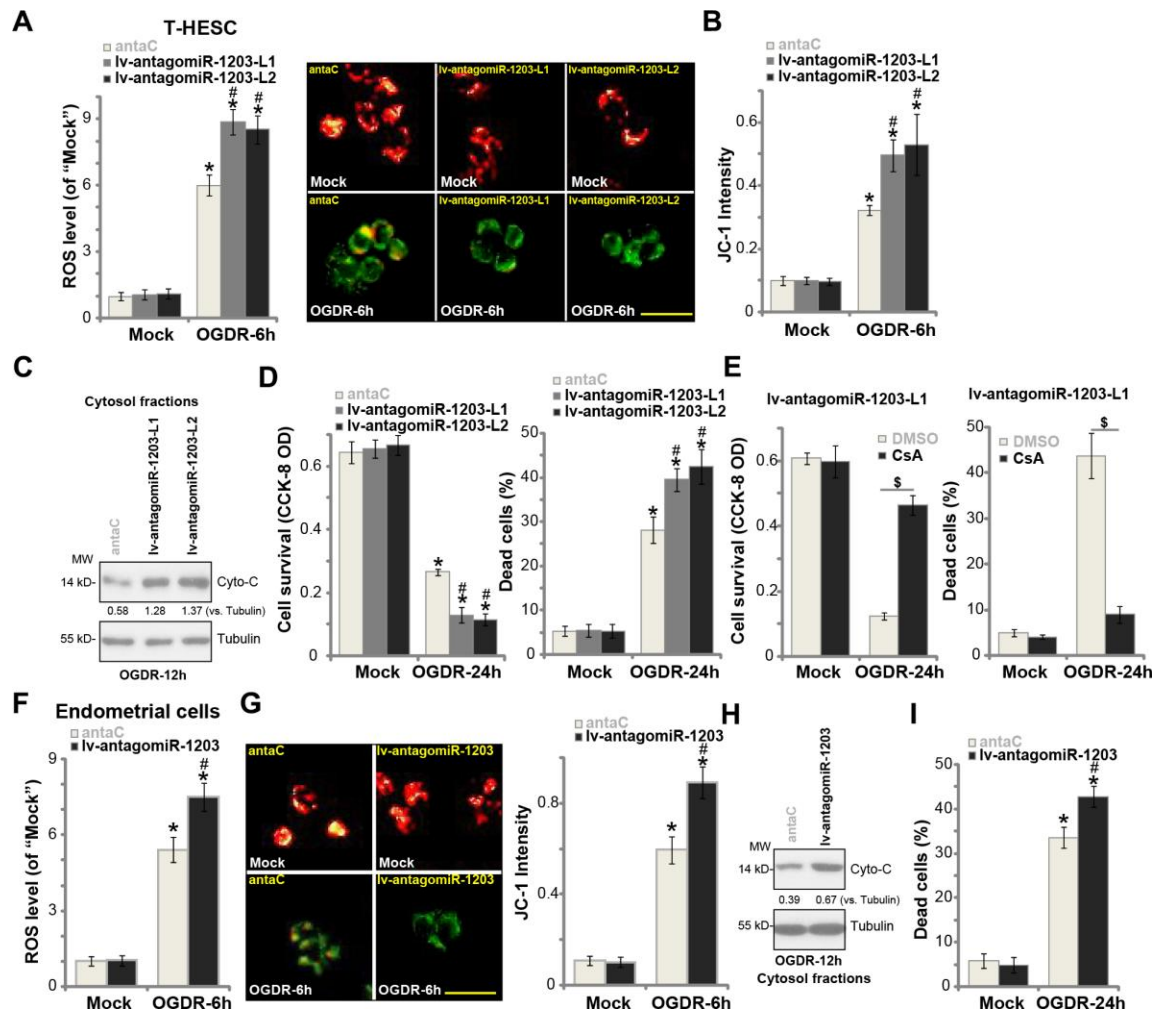 A
T-HESC
antaC
lv-antagomiR-1203-L1
lv-antagomiR-1203-L2
ROS level (of “Mock”)
9
6
3
0
* # * # *
Mock OGDR-6h
antaC lv-antagomiR-1203-L1 lv-antagomiR-1203-L2
Mock Mock Mock
antaC lv-antagomiR-1203-L1 lv-antagomiR-1203-L2
OGDR-6h OGDR-6h OGDR-6h
B
antaC
lv-antagomiR-1203-L1
lv-antagomiR-1203-L2
JC-1 Intensity
0.6
0.4
0.2
0
* # * # *
Mock OGDR-6h
C
Cytosol fractions
antaC
lv-antagomiR-1203-L1
lv-antagomiR-1203-L2
MW
14 kD- Cyto-C
0.58 1.28 1.37 (vs. Tubulin)
55 kD- Tubulin
OGDR-12h
D
antaC
lv-antagomiR-1203-L1
lv-antagomiR-1203-L2
Cell survival (CCK-8 OD)
0.6
0.4
0.2
0
* # * # *
Mock OGDR-24h
antaC
lv-antagomiR-1203-L1
lv-antagomiR-1203-L2
Dead cells (%)
50
40
30
20
10
0
* # * # *
Mock OGDR-24h
E
lv-antagomiR-1203-L1
DMSO
CsA
Cell survival (CCK-8 OD)
0.6
0.4
0.2
0
$
Mock OGDR-24h
lv-antagomiR-1203-L1
DMSO
CsA
Dead cells (%)
50
40
30
20
10
0
$
Mock OGDR-24h
F
Endometrial cells
antaC
lv-antagomiR-1203
ROS level (of “Mock”)
9
6
3
0
* # *
Mock OGDR-6h
G
antaC lv-antagomiR-1203
Mock Mock
antaC lv-antagomiR-1203
OGDR-6h OGDR-6h
antaC
lv-antagomiR-1203
JC-1 Intensity
0.8
0.4
0
* # *
Mock OGDR-6h
H
antaC
lv-antagomiR-1203
MW
14 kD- Cyto-C
0.39 0.67 (vs. Tubulin)
55 kD- Tubulin
OGDR-12h
Cytosol fractions
I
antaC
lv-antagomiR-1203
Dead cells (%)
50
40
30
20
10
0
* # *
Mock OGDR-24h